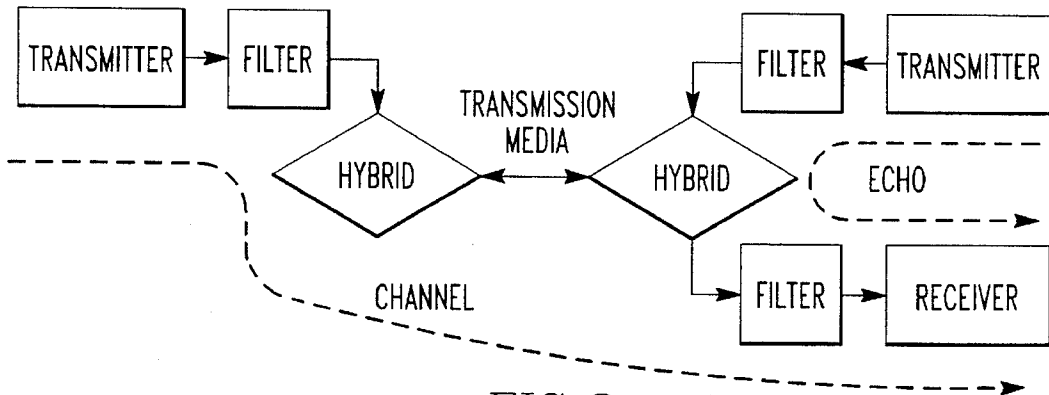 TRANSMITTER
FILTER
FILTER
TRANSMITTER
TRANSMISSION
MEDIA
HYBRID
HYBRID
ECHO
CHANNEL
FILTER
RECEIVER